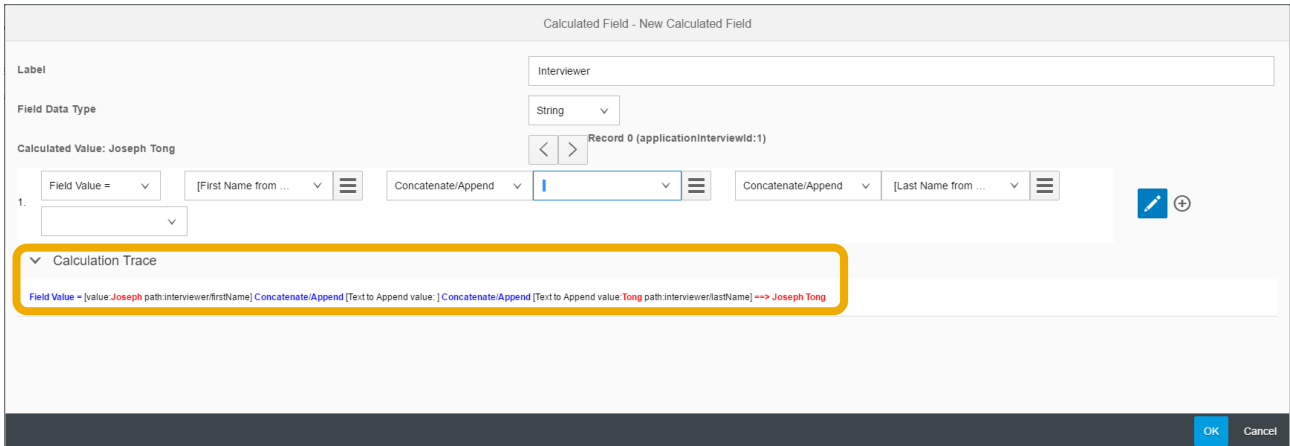 Calculated Field - New Calculated Field
Label
Interviewer
Field Data Type
String
Calculated Value: Joseph Tong
Record 0 (applicationInterviewId:1)
1.
Field Value =
[First Name from ...
Concatenate/Append
Concatenate/Append
[Last Name from ...
Calculation Trace
Field Value = [value:Joseph path:interviewer/firstName] Concatenate/Append [Text to Append value: ] Concatenate/Append [Text to Append value:Tong path:interviewer/lastName] ==> Joseph Tong
OK Cancel